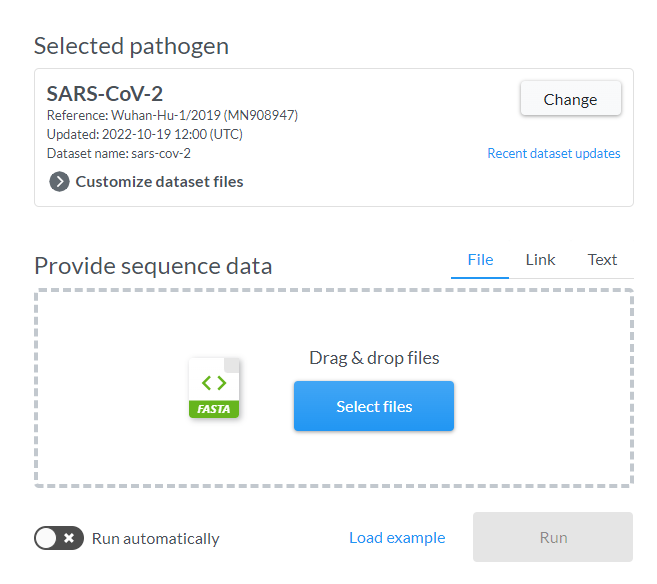 Selected pathogen
SARS-CoV-2
Change
Reference: Wuhan-Hu-1/2019 (MN908947)
Updated: 2022-10-19 12:00 (UTC)
Dataset name: sars-cov-2
Recent dataset updates
Customize dataset files
Provide sequence data
File Link Text
Drag & drop files
FASTA
Select files
Run automatically
Load example
Run